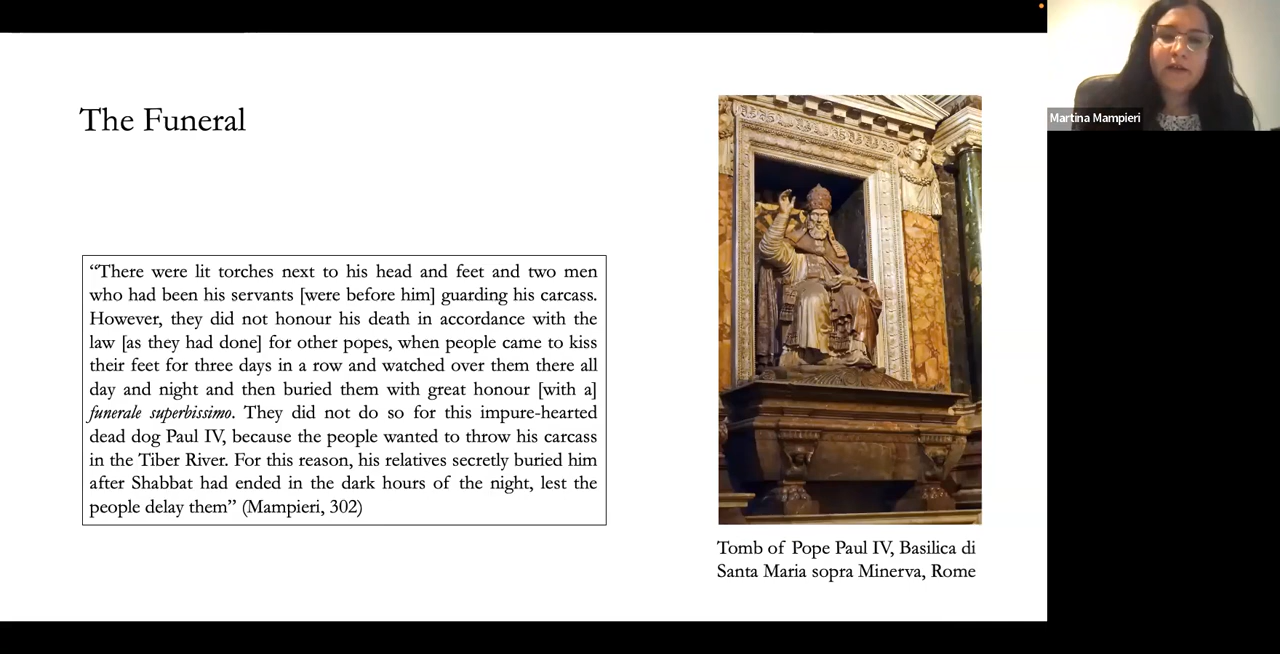 The Funeral
“There were lit torches next to his head and feet and two men
who had been his servants [were before him] guarding his carcass.
However, they did not honour his death in accordance with the
law [as they had done] for other popes, when people came to kiss
their feet for three days in a row and watched over them there all
day and night and then buried them with great honour [with a]
funerale superbissimo. They did not do so for this impure-hearted
dead dog Paul IV, because the people wanted to throw his carcass
in the Tiber River. For this reason, his relatives secretly buried him
after Shabbat had ended in the dark hours of the night, lest the
people delay them” (Mampieri, 302)
Tomb of Pope Paul IV, Basilica di
Santa Maria sopra Minerva, Rome
Martina Mampieri